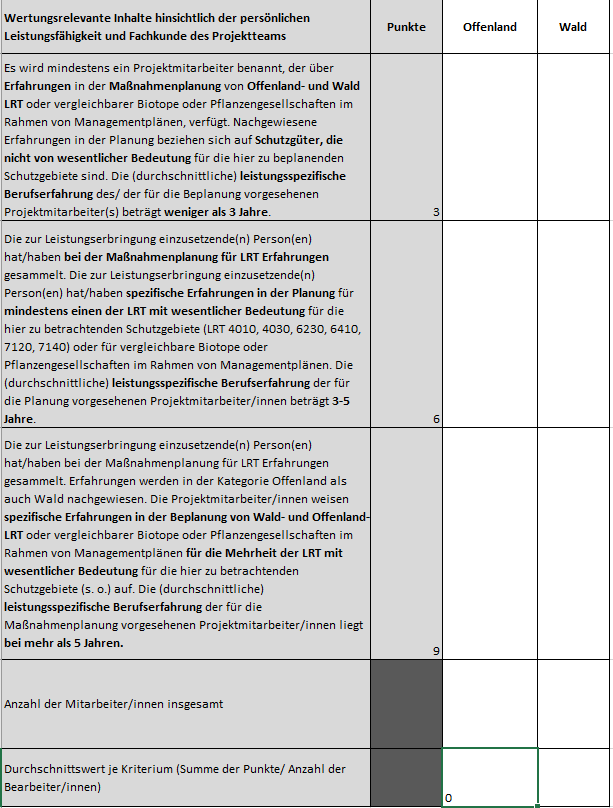 Wertungsrelevante Inhalte hinsichtlich der persönlichen
Leistungsfähigkeit und Fachkunde des Projektteams
Punkte
Offenland
Wald
Es wird mindestens ein Projektmitarbeiter benannt, der über
Erfahrungen in der Maßnahmenplanung von Offenland- und Wald
LRT oder vergleichbarer Biotope oder Pflanzengesellschaften im
Rahmen von Managementplänen, verfügt. Nachgewiesene
Erfahrungen in der Planung beziehen sich auf Schutzgüter, die
nicht von wesentlicher Bedeutung für die hier zu beplanenden
Schutzgebiete sind. Die (durchschnittliche) leistungsspezifische
Berufserfahrung des/ der für die Beplanung vorgesehenen
Projektmitarbeiter(s) beträgt weniger als 3 Jahre.
3
Die zur Leistungserbringung einzusetzende(n) Person(en)
hat/haben bei der Maßnahmenplanung für LRT Erfahrungen
gesammelt. Die zur Leistungserbringung einzusetzende(n)
Person(en) hat/haben spezifische Erfahrungen in der Planung für
mindestens einen der LRT mit wesentlicher Bedeutung für die
hier zu betrachtenden Schutzgebiete (LRT 4010, 4030, 6230, 6410,
7120, 7140) oder für vergleichbare Biotope oder
Pflanzengesellschaften im Rahmen von Managementplänen. Die
(durchschnittliche) leistungsspezifische Berufserfahrung der für
die Planung vorgesehenen Projektmitarbeiter/innen beträgt 3-5
Jahre.
6
Die zur Leistungserbringung einzusetzende(n) Person(en)
hat/haben bei der Maßnahmenplanung für LRT Erfahrungen
gesammelt. Erfahrungen werden in der Kategorie Offenland als
auch Wald nachgewiesen. Die Projektmitarbeiter/innen weisen
spezifische Erfahrungen in der Beplanung von Wald- und Offenland-
LRT oder vergleichbarer Biotope oder Pflanzengesellschaften im
Rahmen von Managementplänen für die Mehrheit der LRT mit
wesentlicher Bedeutung für die hier zu betrachtenden
Schutzgebiete (s. o.) auf. Die (durchschnittliche)
leistungsspezifische Berufserfahrung der für die
Maßnahmenplanung vorgesehenen Projektmitarbeiter/innen liegt
bei mehr als 5 Jahren.
9
Anzahl der Mitarbeiter/innen insgesamt
Durchschnittswert je Kriterium (Summe der Punkte/ Anzahl der
Bearbeiter/innen)
0